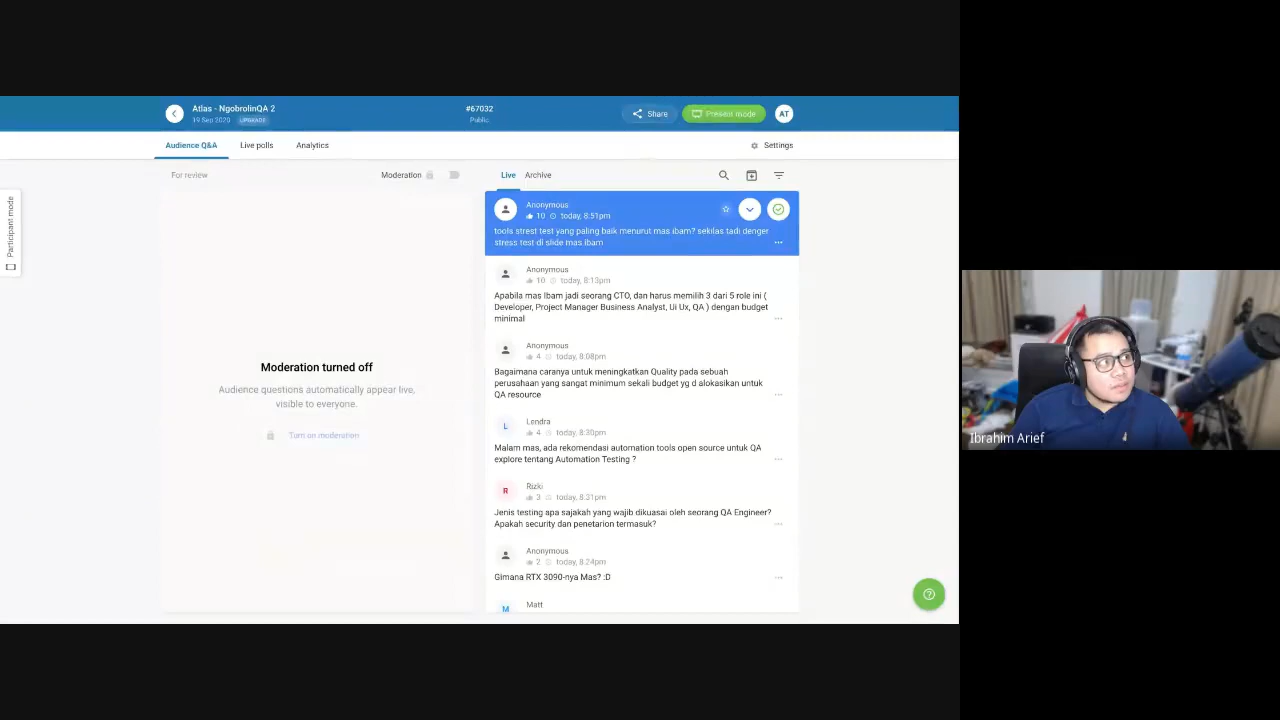 Atlas - NgobrolinQA 2
19 Sep 2020 UPGRADE
#67032
Public
Share
Present mode
AT
Audience Q&A
Live polls
Analytics
Settings
Participant mode
For review
Moderation
Live
Archive
Moderation turned off
Audience questions automatically appear live,
visible to everyone.
Turn on moderation
Anonymous
10 today, 8:51pm
tools strest test yang paling baik menurut mas ibam? sekilas tadi denger
stress test di slide mas ibam
Anonymous
10 today, 8:13pm
Apabila mas Ibam jadi seorang CTO, dan harus memilih 3 dari 5 role ini (
Developer, Project Manager Business Analyst, Ui Ux, QA ) dengan budget
minimal
Anonymous
4 today, 8:08pm
Bagaimana caranya untuk meningkatkan Quality pada sebuah
perusahaan yang sangat minimum sekali budget yg d alokasikan untuk
QA resource
L
Lendra
4 today, 8:30pm
Malam mas, ada rekomendasi automation tools open source untuk QA
explore tentang Automation Testing ?
R
Rizki
3 today, 8:31pm
Jenis testing apa sajakah yang wajib dikuasai oleh seorang QA Engineer?
Apakah security dan penetarion termasuk?
Anonymous
2 today, 8:24pm
Gimana RTX 3090-nya Mas? :D
M
Matt
Ibrahim Arief